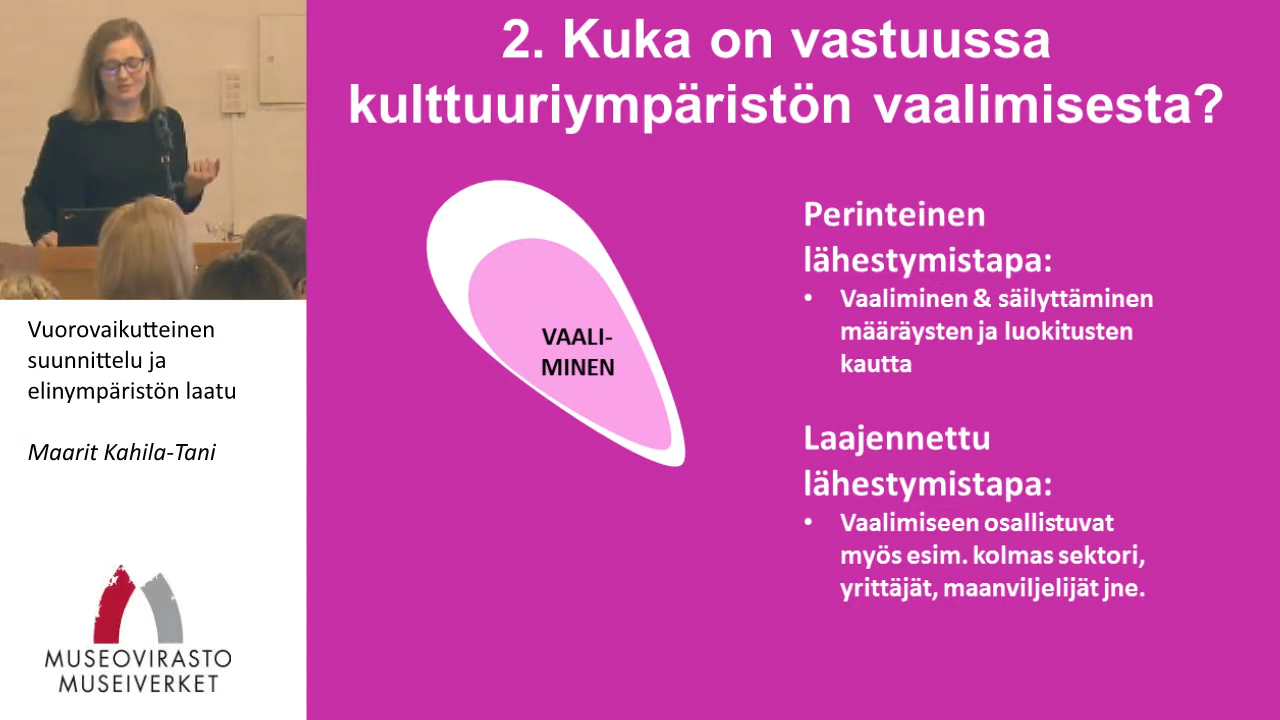 2. Kuka on vastuussa
kulttuuriympäristön vaalimisesta?
VAALI-
MINEN
Perinteinen
lähestymistapa:
• Vaaliminen & säilyttäminen
määräysten ja luokitusten
kautta
Laajennettu
lähestymistapa:
• Vaalimiseen osallistuvat
myös esim. kolmas sektori,
yrittäjät, maanviljelijät jne.
Vuorovaikutteinen
suunnittelu ja
elinympäristön laatu
Maarit Kahila-Tani
MUSEOVIRASTO
MUSEIVERKET